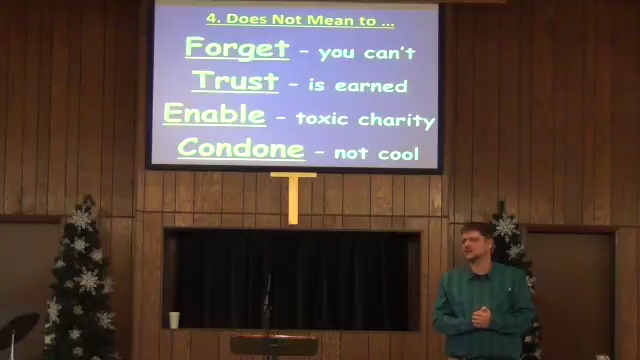 4. Does Not Mean to ...
Forget - you can't
Trust - is earned
Enable - toxic charity
Condone - not cool